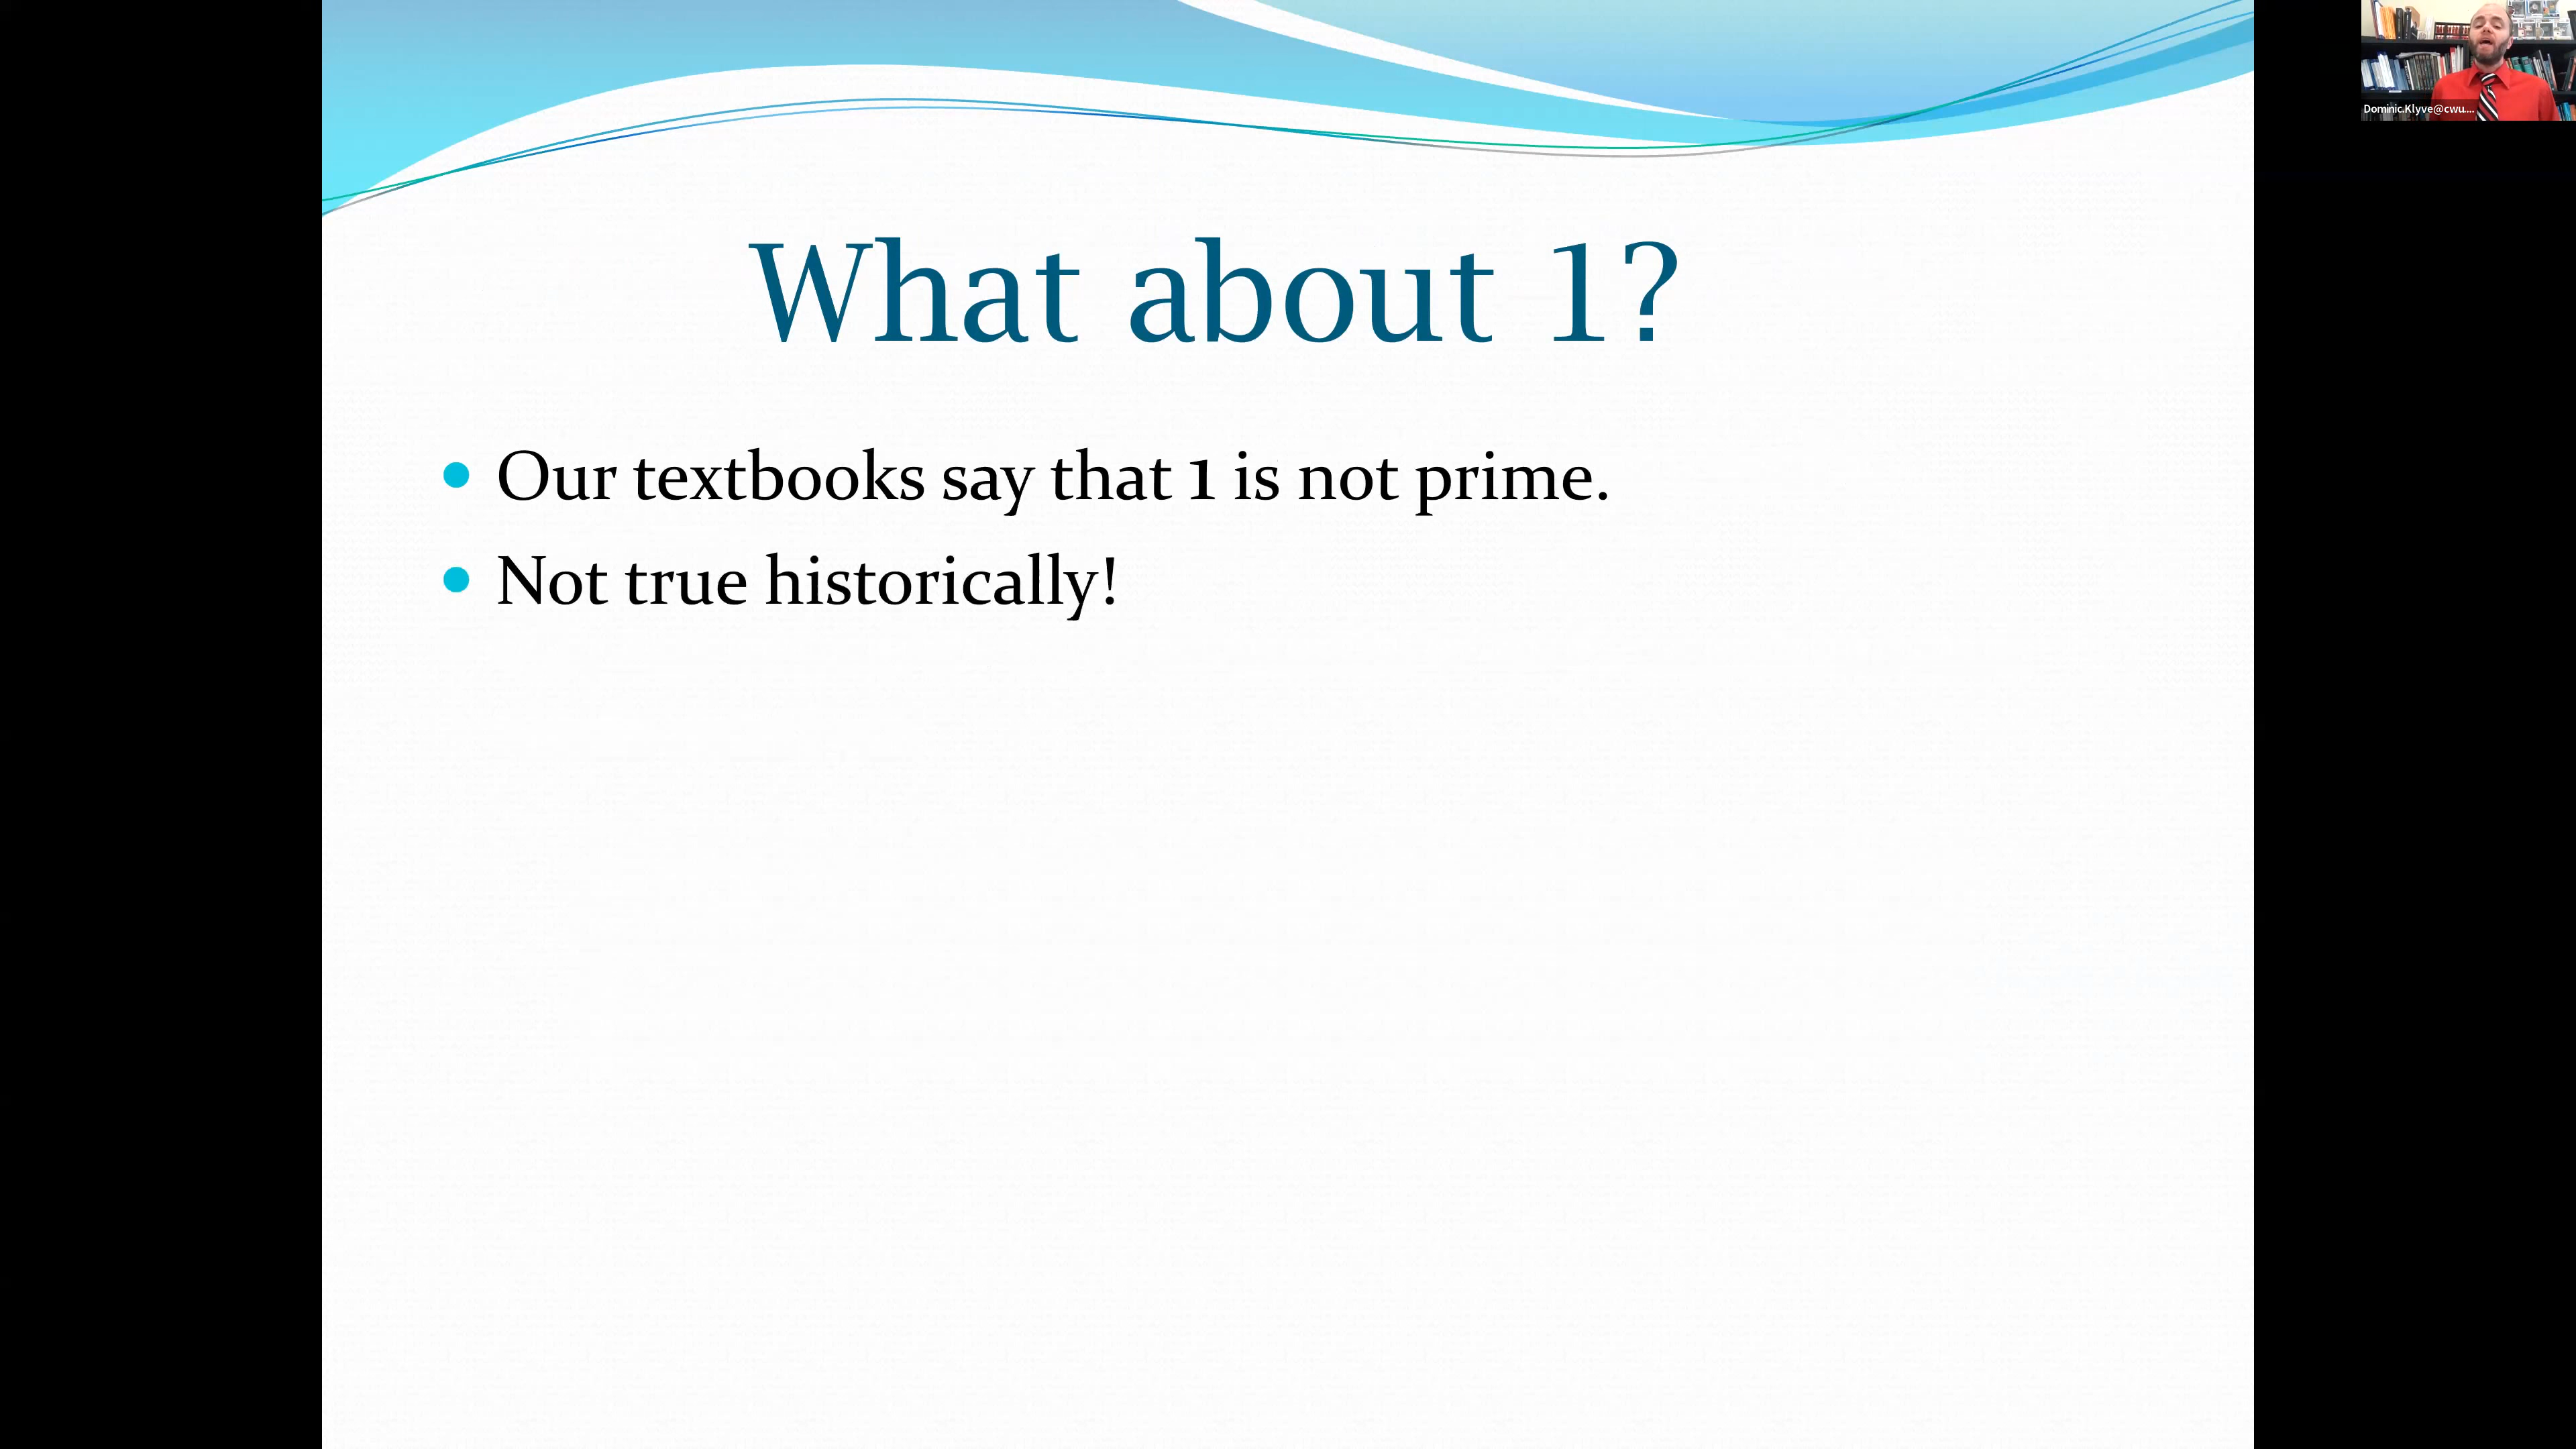 What about 1?
Our textbooks say that 1 is not prime.
Not true historically!
Dominic.Klyve@cwu....